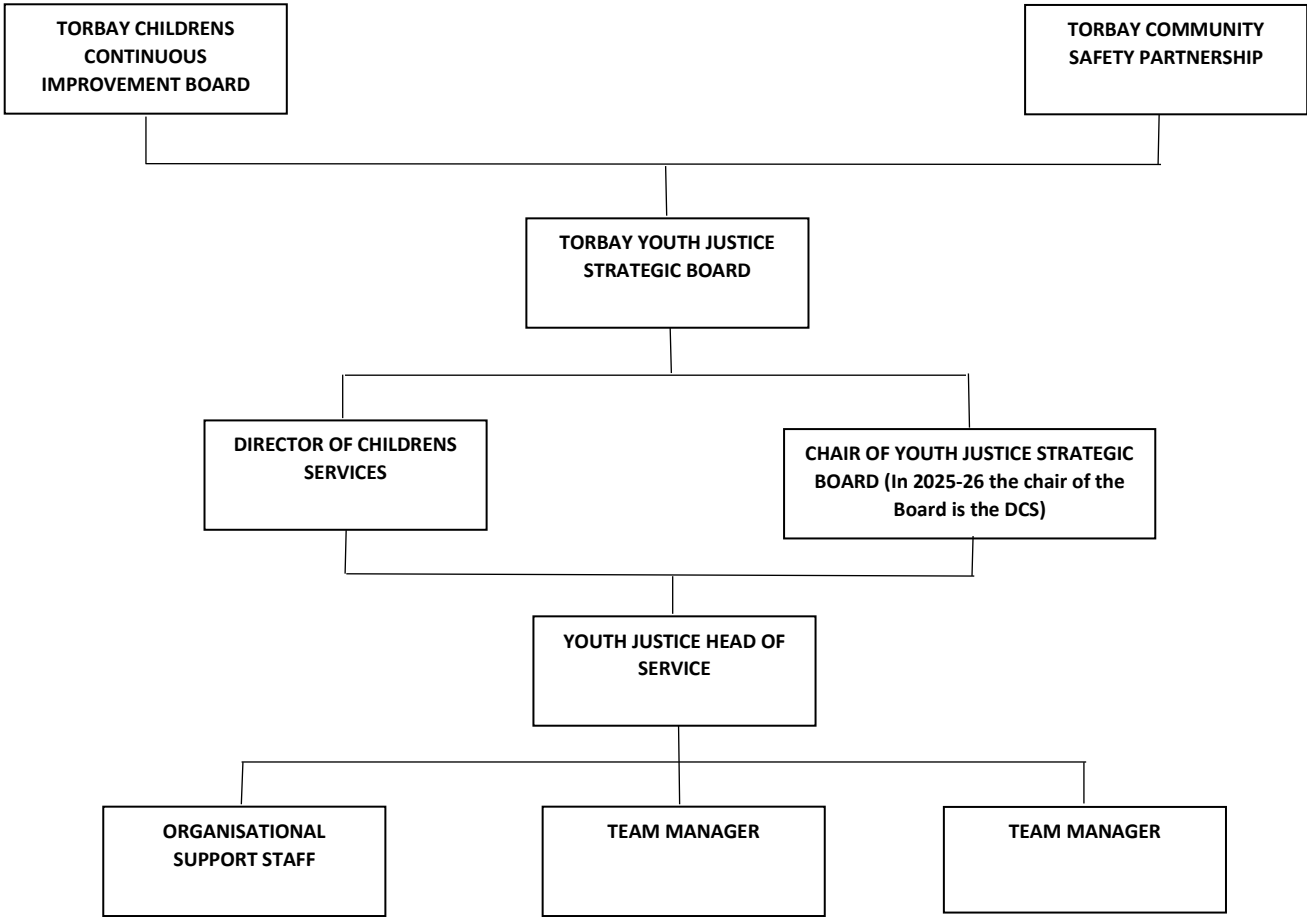 TORBAY CHILDRENS
CONTINUOUS
IMPROVEMENT BOARD
TORBAY COMMUNITY
SAFETY PARTNERSHIP
TORBAY YOUTH JUSTICE
STRATEGIC BOARD
DIRECTOR OF CHILDRENS
SERVICES
CHAIR OF YOUTH JUSTICE STRATEGIC
BOARD (In 2025-26 the chair of the
Board is the DCS)
YOUTH JUSTICE HEAD OF
SERVICE
ORGANISATIONAL
SUPPORT STAFF
TEAM MANAGER
TEAM MANAGER